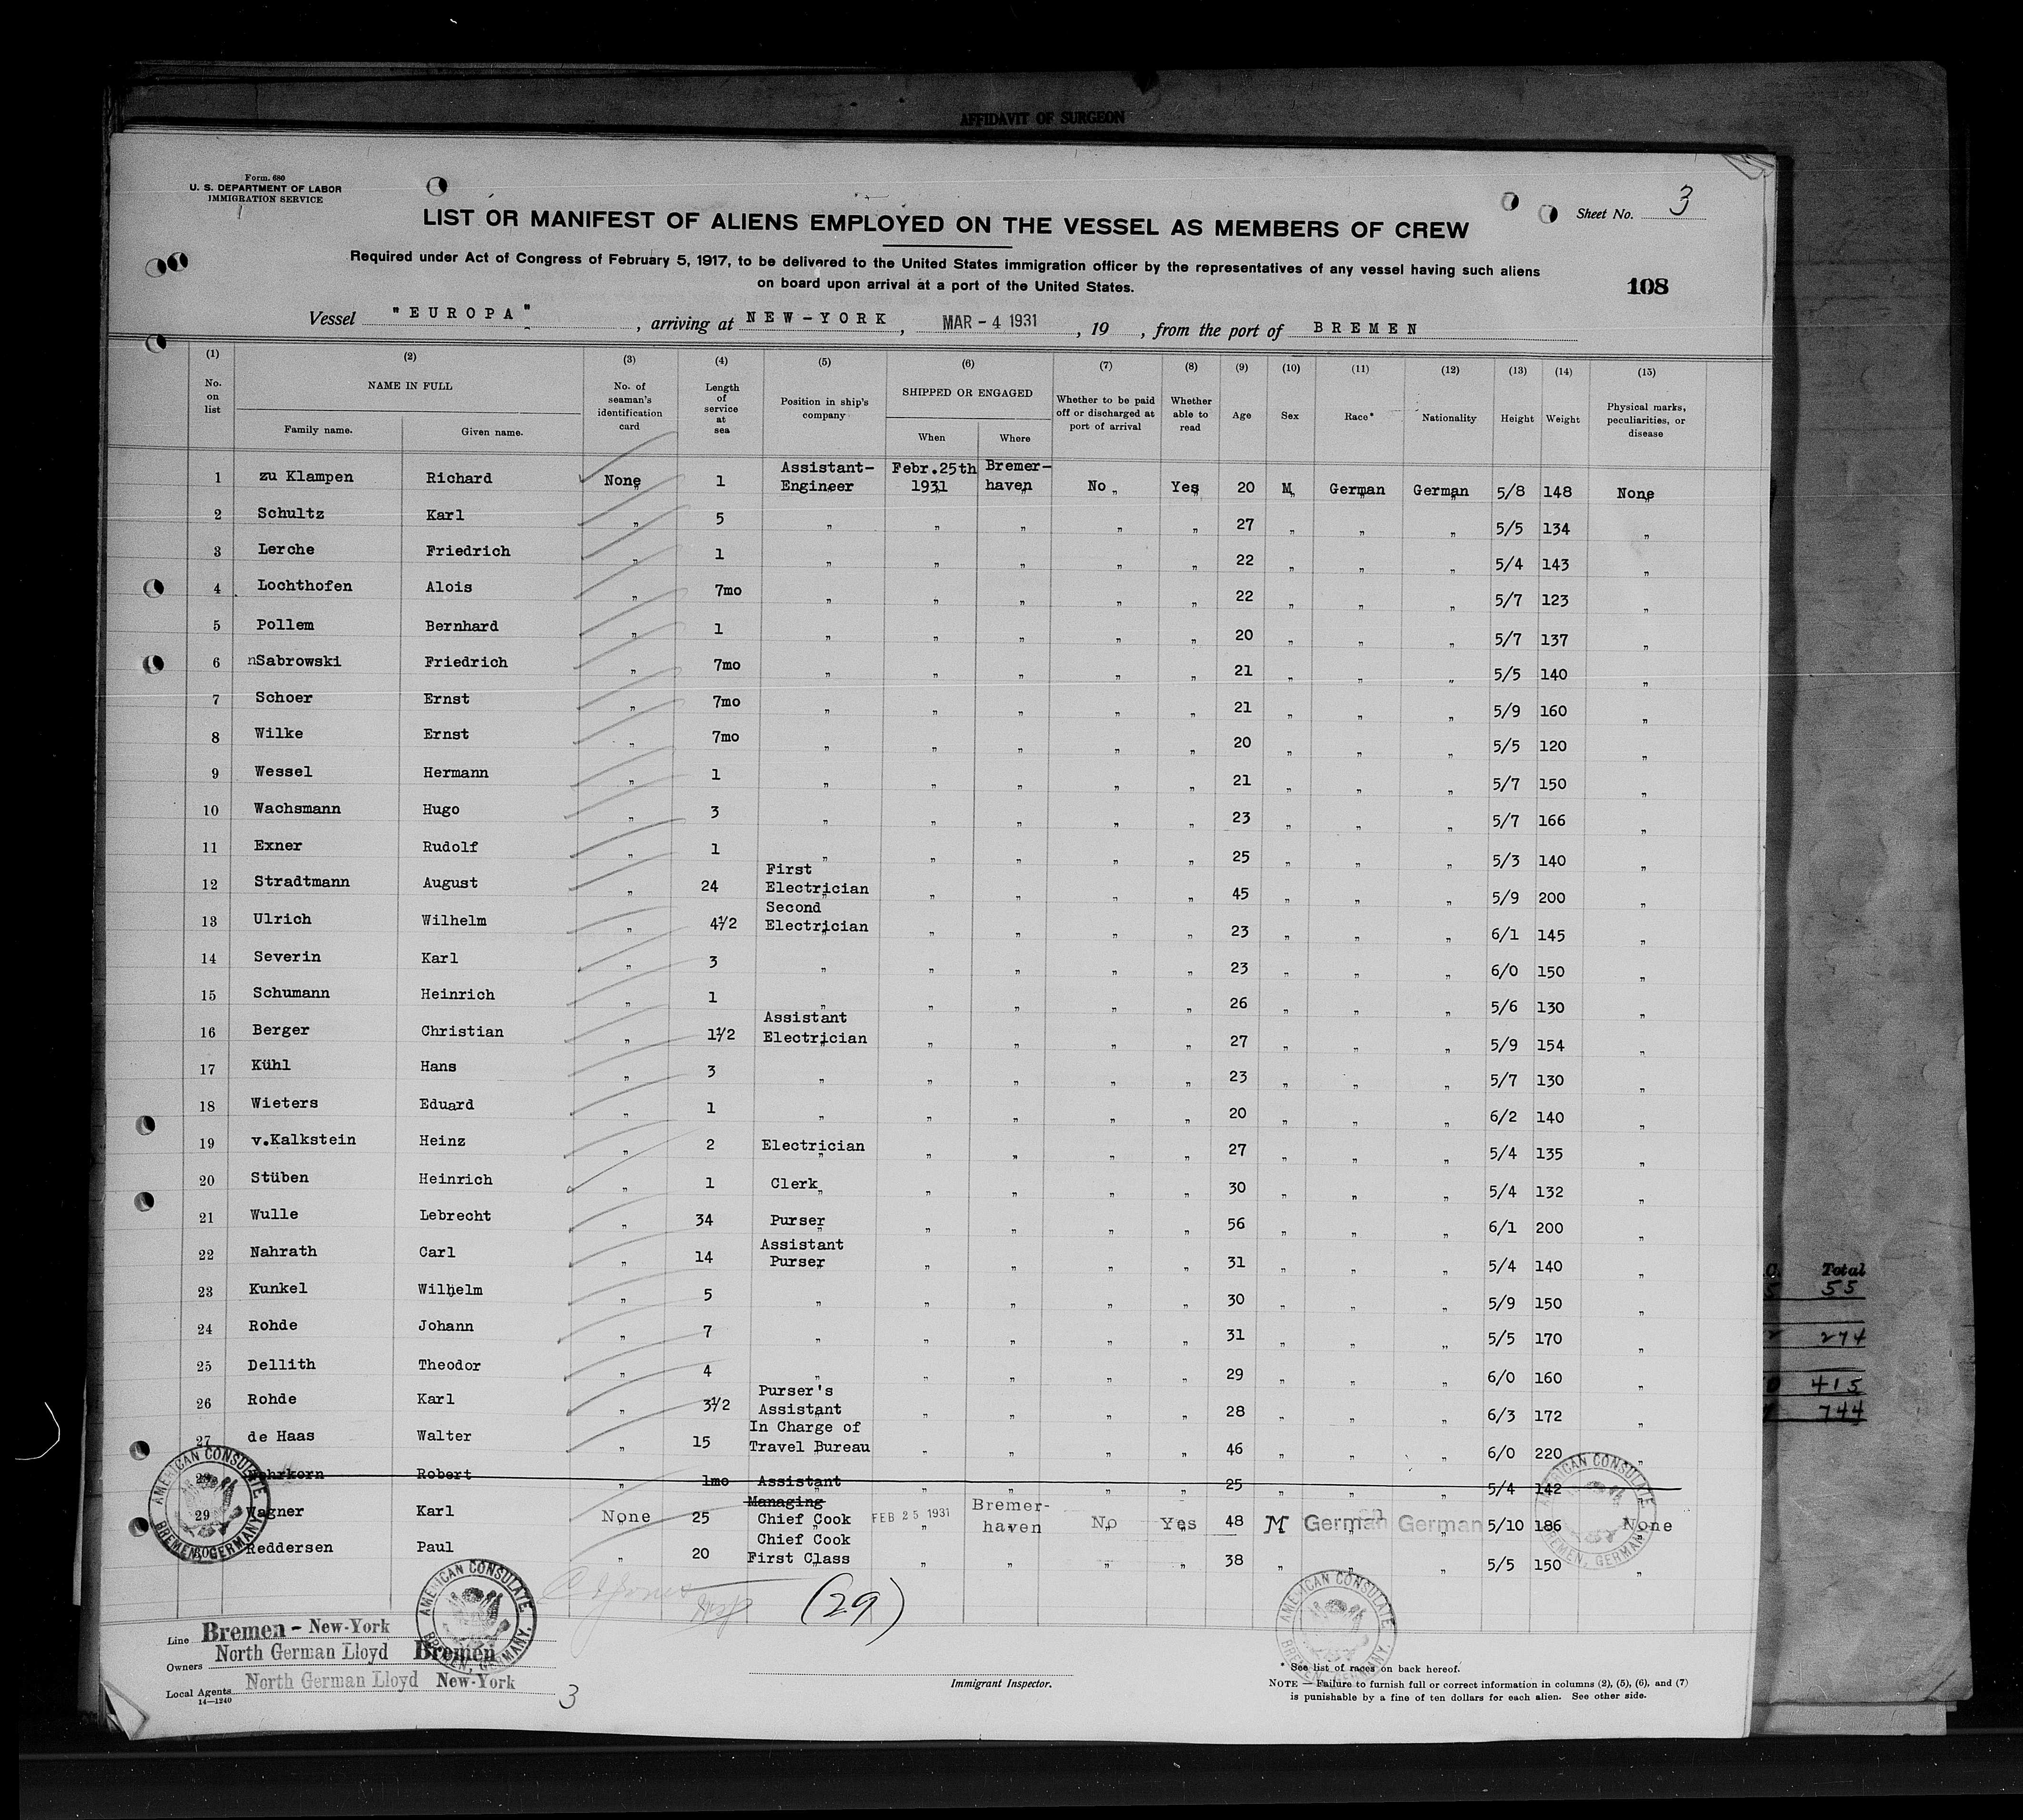 AFFIDAVIT OF SURGEON
Form. 680
U. S. DEPARTMENT OF LABOR
IMMIGRATION SERVICE
Sheet No. 3
LIST OR MANIFEST OF ALIENS EMPLOYED ON THE VESSEL AS MEMBERS OF CREW
Required under Act of Congress of February 5, 1917, to be delivered to the United States immigration officer by the representatives of any vessel having such aliens
on board upon arrival at a port of the United States.
108
Vessel "EUROPA" , arriving at NEW-YORK , MAR - 4 1931 , 19 , from the port of BREMEN
(1) (2) (3) (4) (5) (6) (7) (8) (9) (10) (11) (12) (13) (14) (15)
No. on list NAME IN FULL Family name. Given name. No. of seaman's identification card Length of service at sea Position in ship's company SHIPPED OR ENGAGED When Where Whether to be paid off or discharged at port of arrival Whether able to read Age Sex Race* Nationality Height Weight Physical marks, peculiarities, or disease
1 zu Klampen Richard None 1 Assistant-Engineer Febr.25th 1931 Bremer-haven No Yes 20 M German German 5/8 148 None
2 Schultz Karl " 5 " " " " " 27 " " " 5/5 134 "
3 Lerche Friedrich " 1 " " " " " 22 " " " 5/4 143 "
4 Lochthofen Alois " 7mo " " " " " 22 " " " 5/7 123 "
5 Pollem Bernhard " 1 " " " " " 20 " " " 5/7 137 "
6 nSabrowski Friedrich " 7mo " " " " " 21 " " " 5/5 140 "
7 Schoer Ernst " 7mo " " " " " 21 " " " 5/9 160 "
8 Wilke Ernst " 7mo " " " " " 20 " " " 5/5 120 "
9 Wessel Hermann " 1 " " " " " 21 " " " 5/7 150 "
10 Wachsmann Hugo " 3 " " " " " 23 " " " 5/7 166 "
11 Exner Rudolf " 1 " " " " " 25 " " " 5/3 140 "
12 Stradtmann August " 24 First Electrician " " " " 45 " " " 5/9 200 "
13 Ulrich Wilhelm " 4½ Second Electrician " " " " 23 " " " 6/1 145 "
14 Severin Karl " 3 " " " " " 23 " " " 6/0 150 "
15 Schumann Heinrich " 1 " " " " " 26 " " " 5/6 130 "
16 Berger Christian " 1½ Assistant Electrician " " " " 27 " " " 5/9 154 "
17 Kühl Hans " 3 " " " " " 23 " " " 5/7 130 "
18 Wieters Eduard " 1 " " " " " 20 " " " 6/2 140 "
19 v.Kalkstein Heinz " 2 Electrician " " " " 27 " " " 5/4 135 "
20 Stüben Heinrich " 1 Clerk " " " " 30 " " " 5/4 132 "
21 Wulle Lebrecht " 34 Purser " " " " 56 " " " 6/1 200 "
22 Nahrath Carl " 14 Assistant Purser " " " " 31 " " " 5/4 140 "
23 Kunkel Wilhelm " 5 " " " " " 30 " " " 5/9 150 "
24 Rohde Johann " 7 " " " " " 31 " " " 5/5 170 "
25 Dellith Theodor " 4 " " " " " 29 " " " 6/0 160 "
26 Rohde Karl " 3½ Purser's Assistant " " " " 28 " " " 6/3 172 "
27 de Haas Walter " 15 In Charge of Travel Bureau " " " " 46 " " " 6/0 220 "
28 Robert " 1mo Assistant " " " " 25 " " " 5/4 142
29 Wagner Karl None 25 Managing Chief Cook FEB 25 1931 Bremer-haven No Yes 48 M German German 5/10 186 None
30 Reddersen Paul " 20 Chief Cook First Class " " " " 38 " " " 5/5 150 "
(29)
AMERICAN CONSULATE BREMEN, GERMANY.
AMERICAN CONSULATE BREMEN, GERMANY.
AMERICAN CONSULATE BREMEN, GERMANY.
AMERICAN CONSULATE BREMEN, GERMANY.
Line Bremen - New-York
Owners North German Lloyd Bremen
Local Agents North German Lloyd New-York
14—1240
3
Immigrant Inspector.
* See list of races on back hereof.
NOTE — Failure to furnish full or correct information in columns (2), (5), (6), and (7)
is punishable by a fine of ten dollars for each alien. See other side.
Total
55
274
415
744